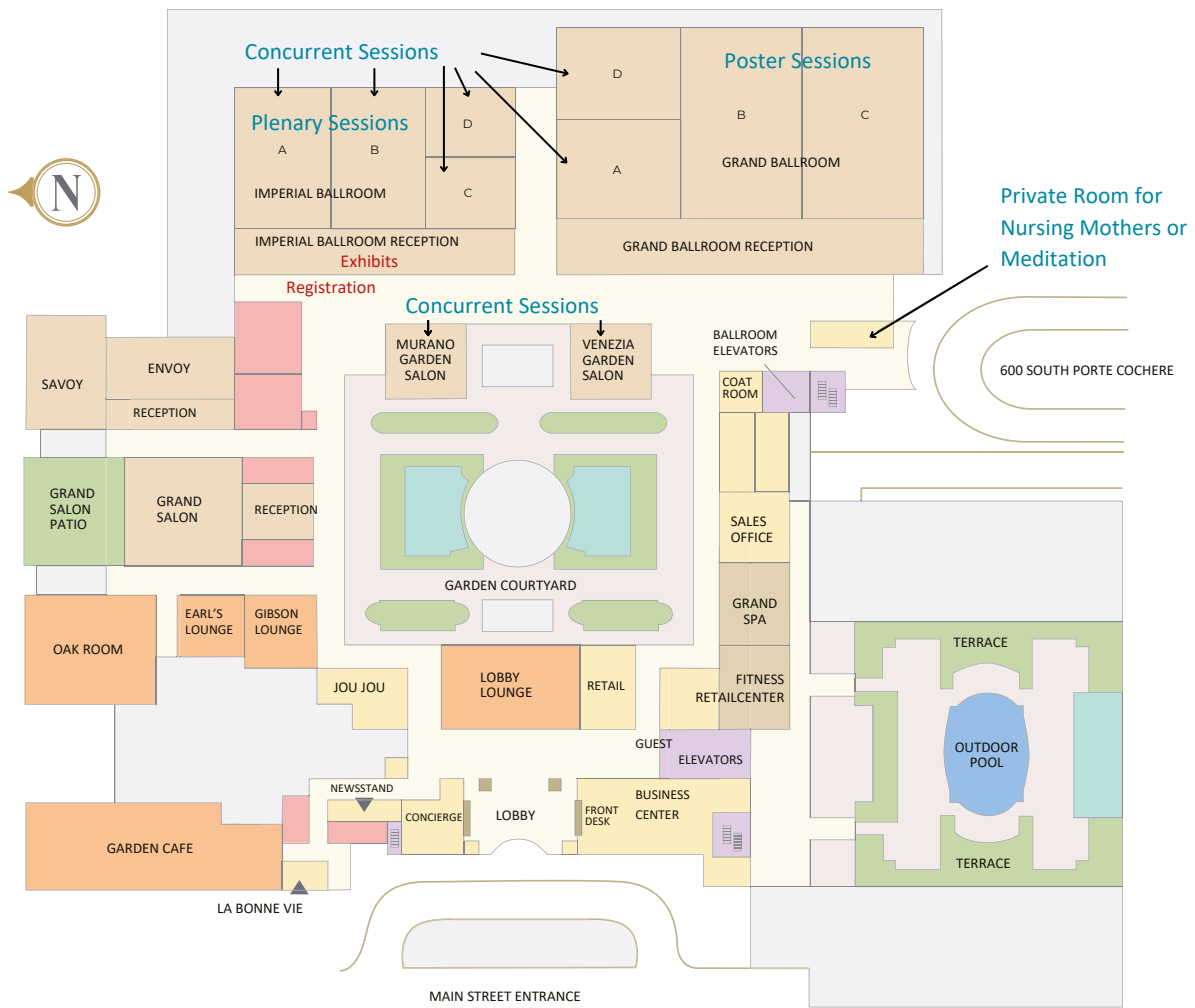 Concurrent Sessions
Poster Sessions
D
D
B
C
Plenary Sessions
A
B
A
C
IMPERIAL BALLROOM
GRAND BALLROOM
N
Private Room for
Nursing Mothers or
Meditation
IMPERIAL BALLROOM RECEPTION
GRAND BALLROOM RECEPTION
Exhibits
Registration
Concurrent Sessions
MURANO
GARDEN
SALON
VENEZIA
GARDEN
SALON
BALLROOM
ELEVATORS
SAVOY
ENVOY
RECEPTION
COAT
ROOM
600 SOUTH PORTE COCHERE
GRAND
SALON
PATIO
GRAND
SALON
RECEPTION
SALES
OFFICE
GARDEN COURTYARD
GRAND
SPA
OAK ROOM
EARL'S
LOUNGE
GIBSON
LOUNGE
JOU JOU
LOBBY
LOUNGE
RETAIL
FITNESS
RETAILCENTER
TERRACE
GUEST
ELEVATORS
OUTDOOR
POOL
NEWSSTAND
CONCIERGE
LOBBY
FRONT
DESK
BUSINESS
CENTER
GARDEN CAFE
TERRACE
LA BONNE VIE
MAIN STREET ENTRANCE